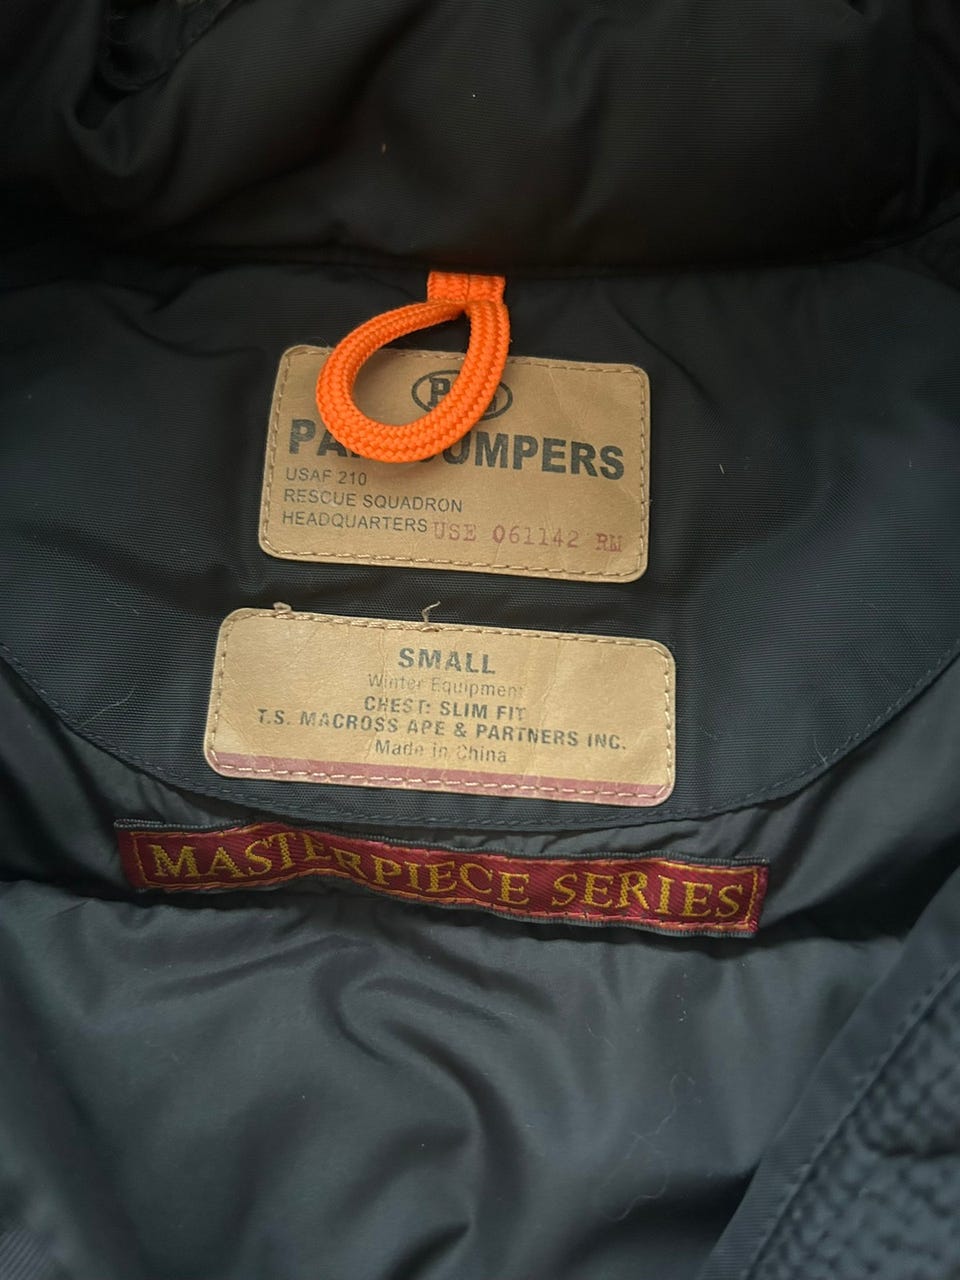 PARAJUMPERS
USAF 210
RESCUE SQUADRON
HEADQUARTERS USE 061142 RN
SMALL
Winter Equipment
CHEST: SLIM FIT
T.S. MACROSS APE & PARTNERS INC.
Made in China
MASTERPIECE SERIES